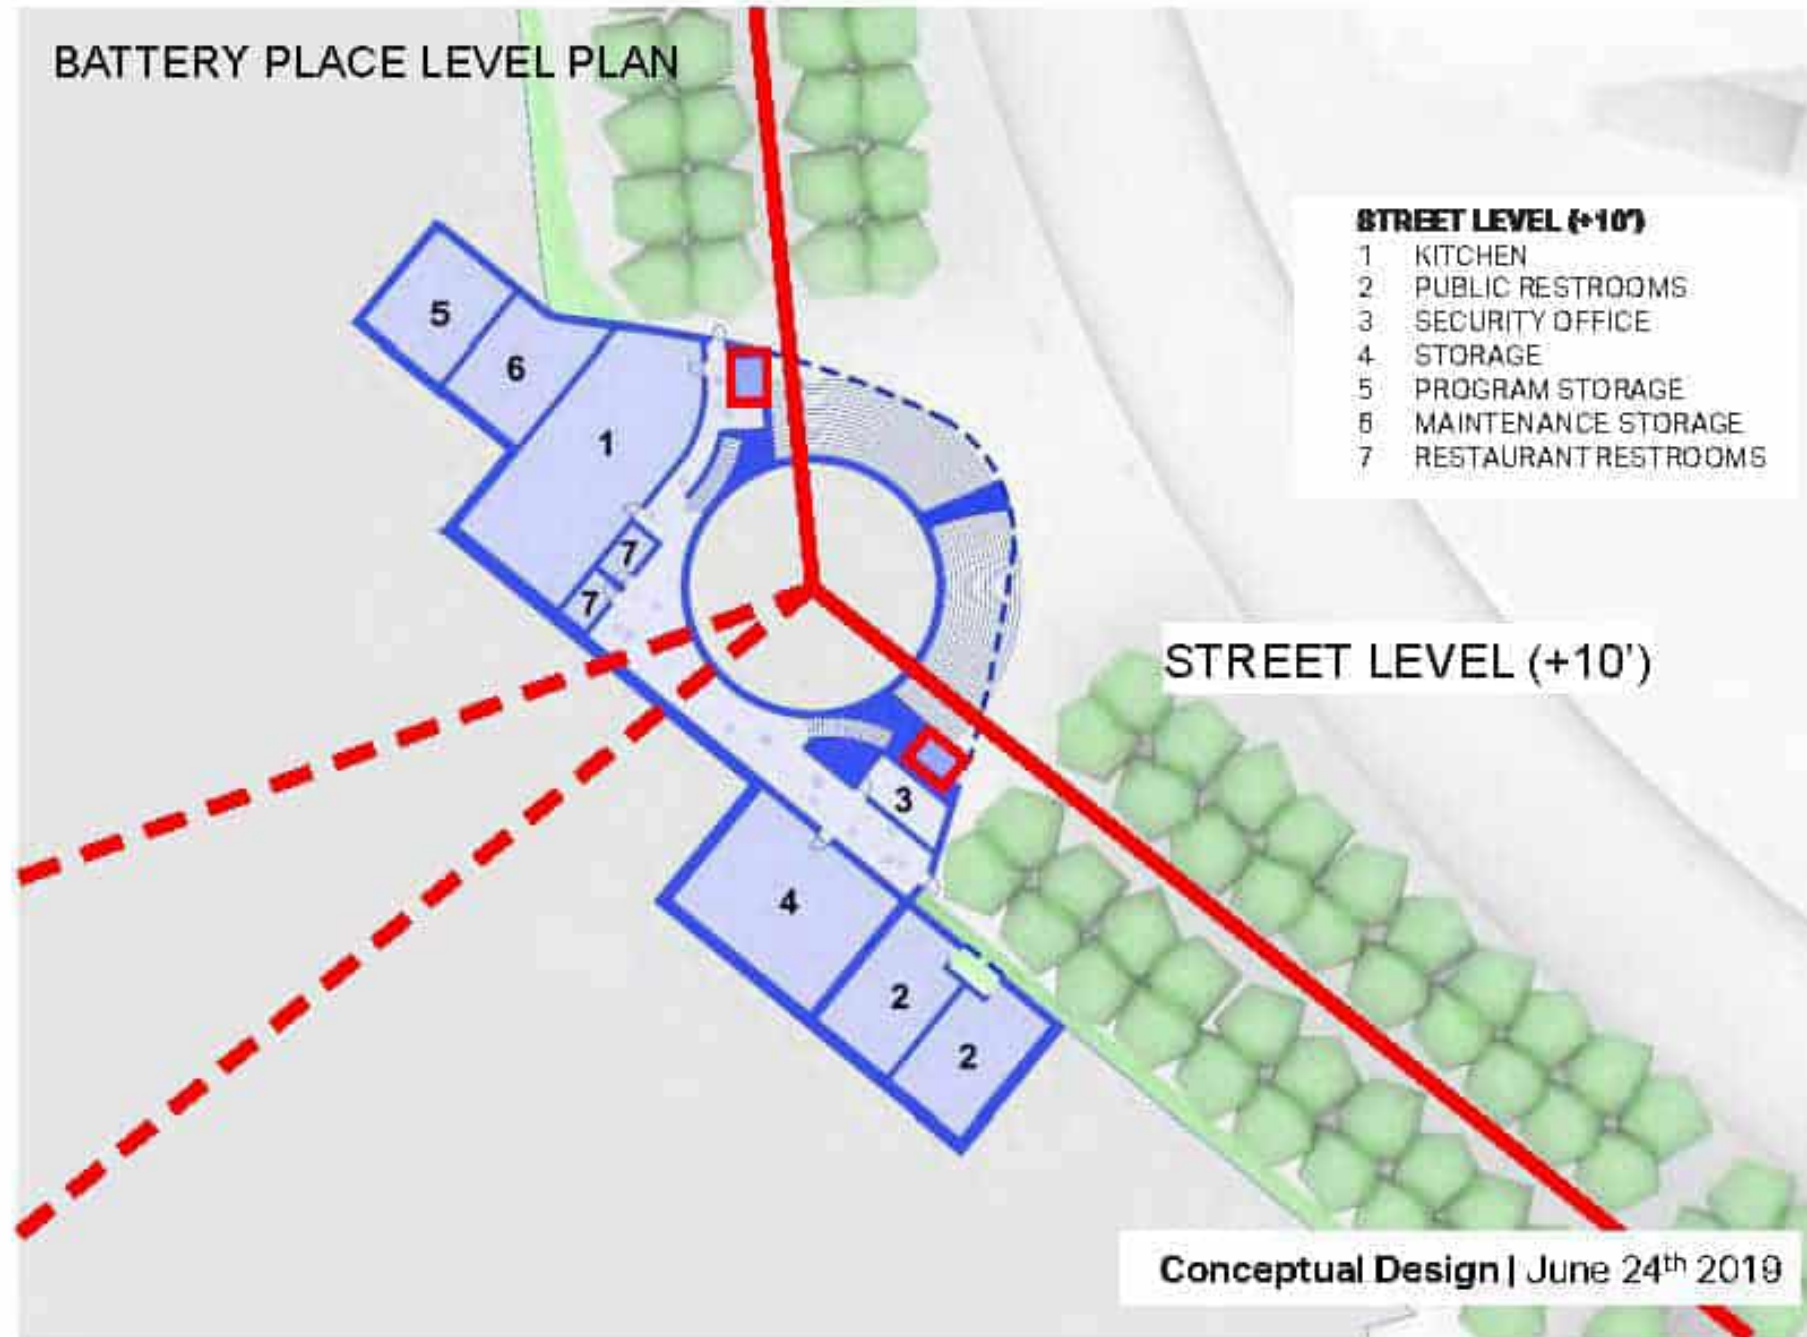 BATTERY PLACE LEVEL PLAN
STREET LEVEL (+10')
1 KITCHEN
2 PUBLIC RESTROOMS
3 SECURITY OFFICE
4 STORAGE
5 PROGRAM STORAGE
6 MAINTENANCE STORAGE
7 RESTAURANT RESTROOMS
5
6
1
7
7
STREET LEVEL (+10')
3
4
2
2
Conceptual Design | June 24th 2019